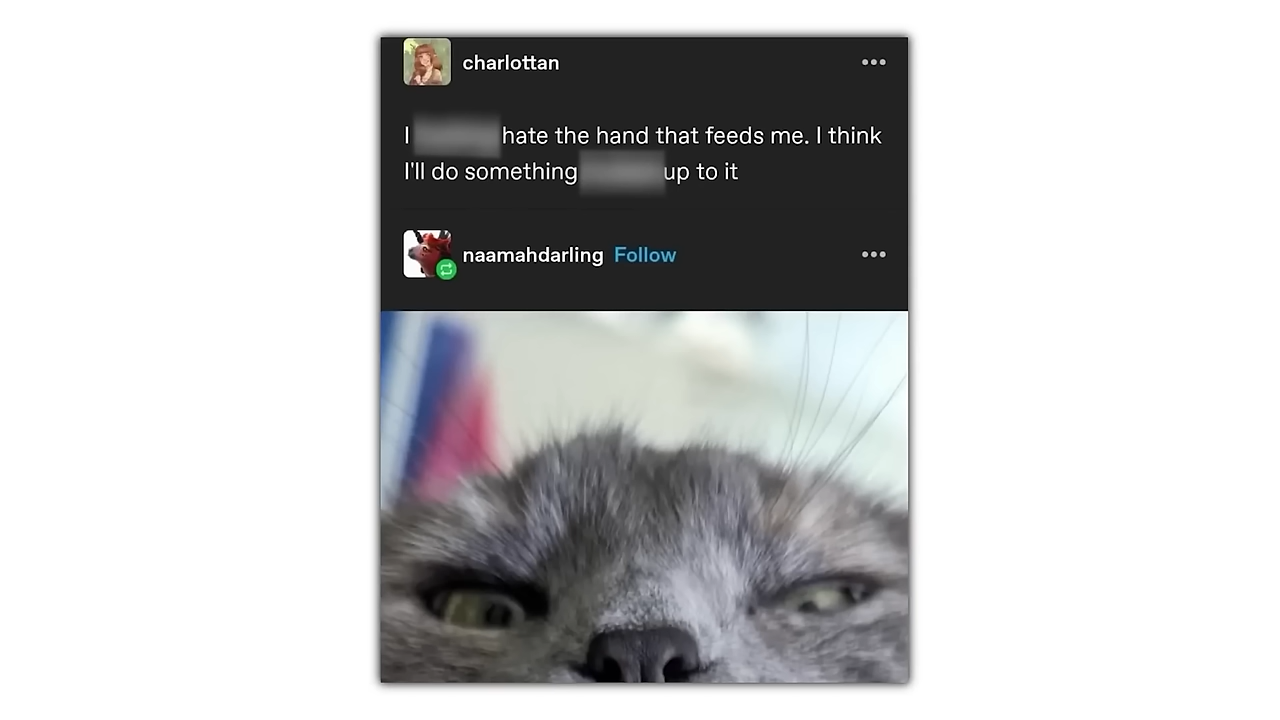 charlottan
I hate the hand that feeds me. I think
I'll do something up to it
naamahdarling Follow